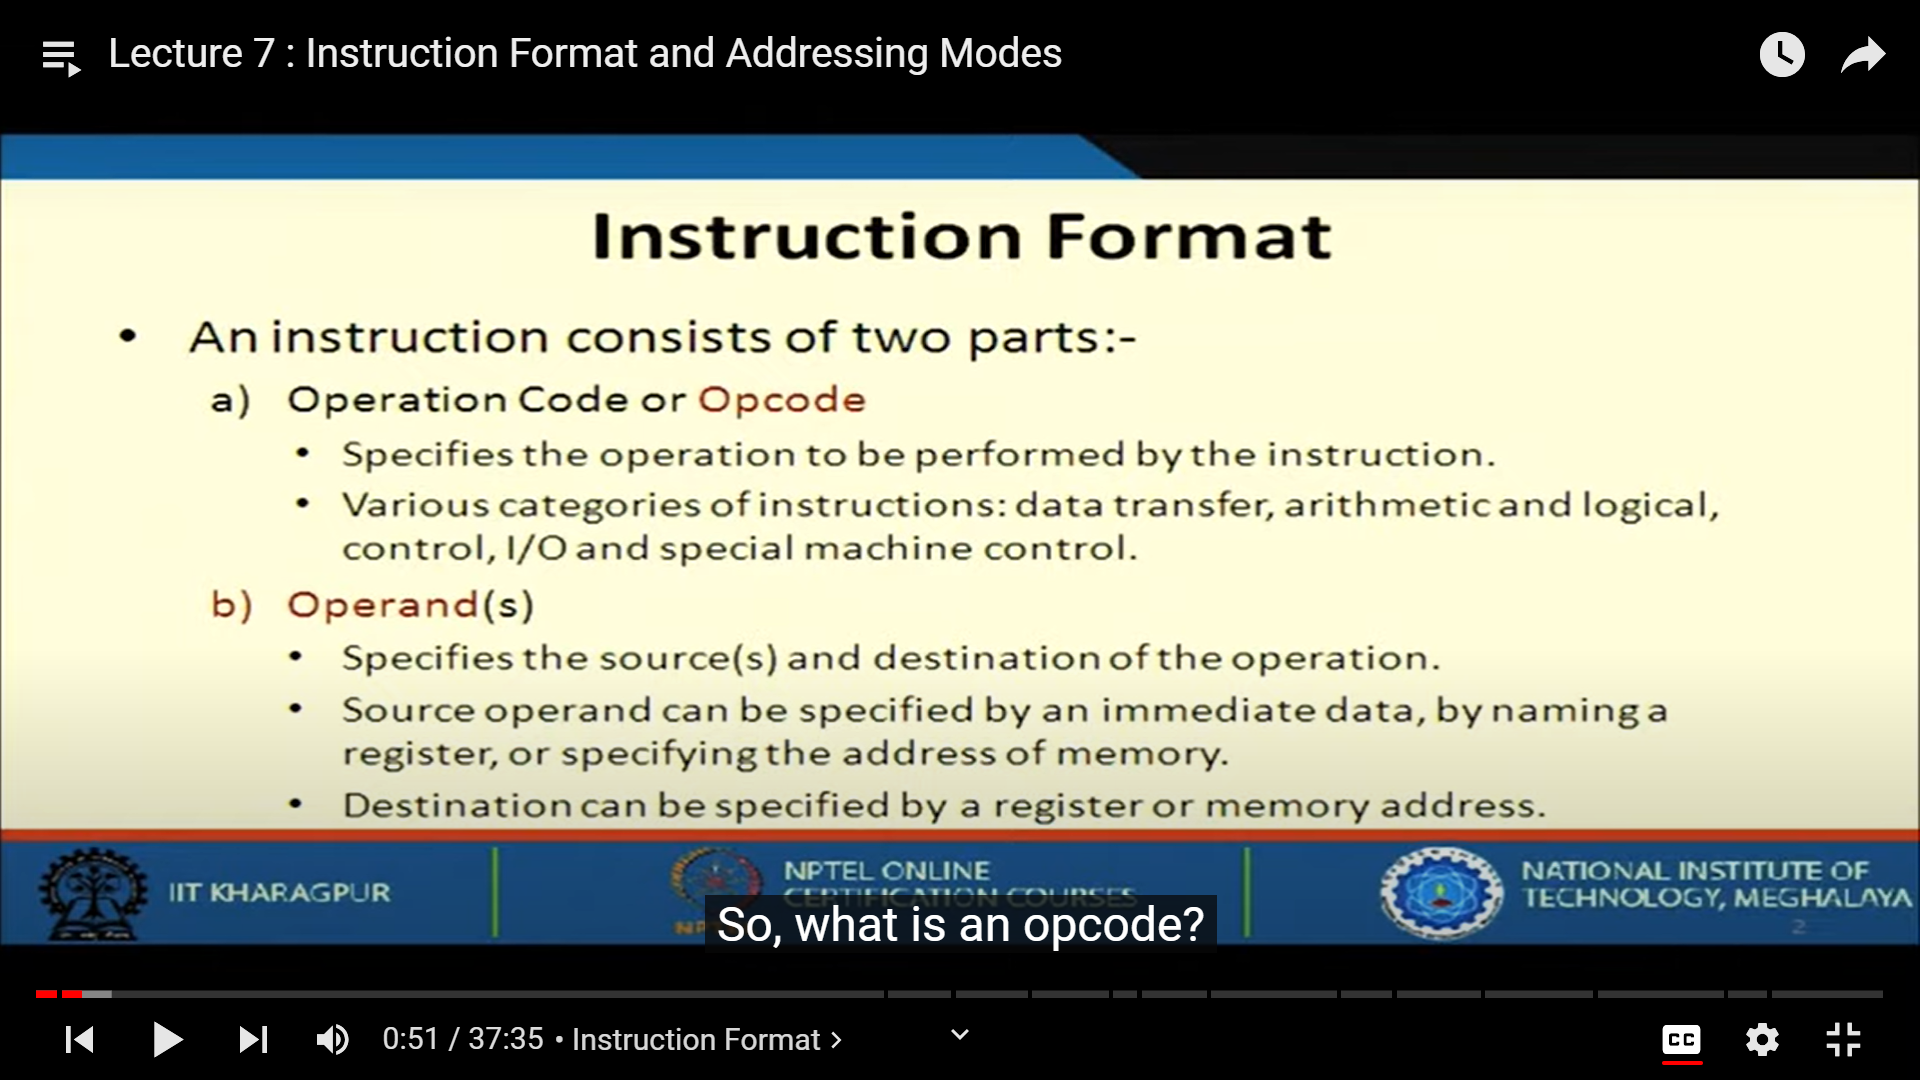 Lecture 7 : Instruction Format and Addressing Modes
Instruction Format
• An instruction consists of two parts:-
a) Operation Code or Opcode
• Specifies the operation to be performed by the instruction.
• Various categories of instructions: data transfer, arithmetic and logical,
control, I/O and special machine control.
b) Operand(s)
• Specifies the source(s) and destination of the operation.
• Source operand can be specified by an immediate data, by naming a
register, or specifying the address of memory.
• Destination can be specified by a register or memory address.
IIT KHARAGPUR
NPTEL ONLINE
CERTIFICATION COURSES
NATIONAL INSTITUTE OF
TECHNOLOGY, MEGHALAYA
2
So, what is an opcode?
0:51 / 37:35 • Instruction Format >
CC